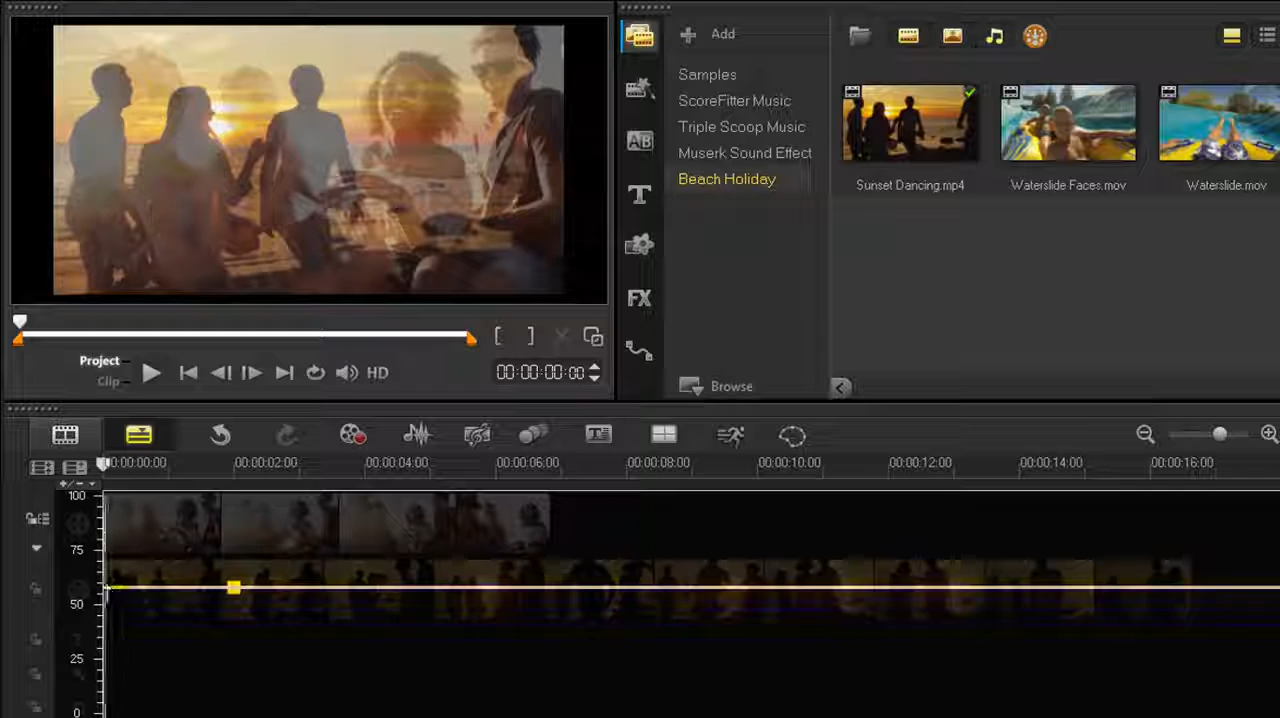 Add
Samples
ScoreFitter Music
Triple Scoop Music
Muserk Sound Effect
Beach Holiday
Browse
Sunset Dancing.mp4
Waterslide Faces.mov
Waterslide.mov
AB
T
FX
Project
Clip
HD
00:00:00:00
00:00:00:00
00:00:02:00
00:00:04:00
00:00:06:00
00:00:08:00
00:00:10:00
00:00:12:00
00:00:14:00
00:00:16:00
100
75
50
25
0